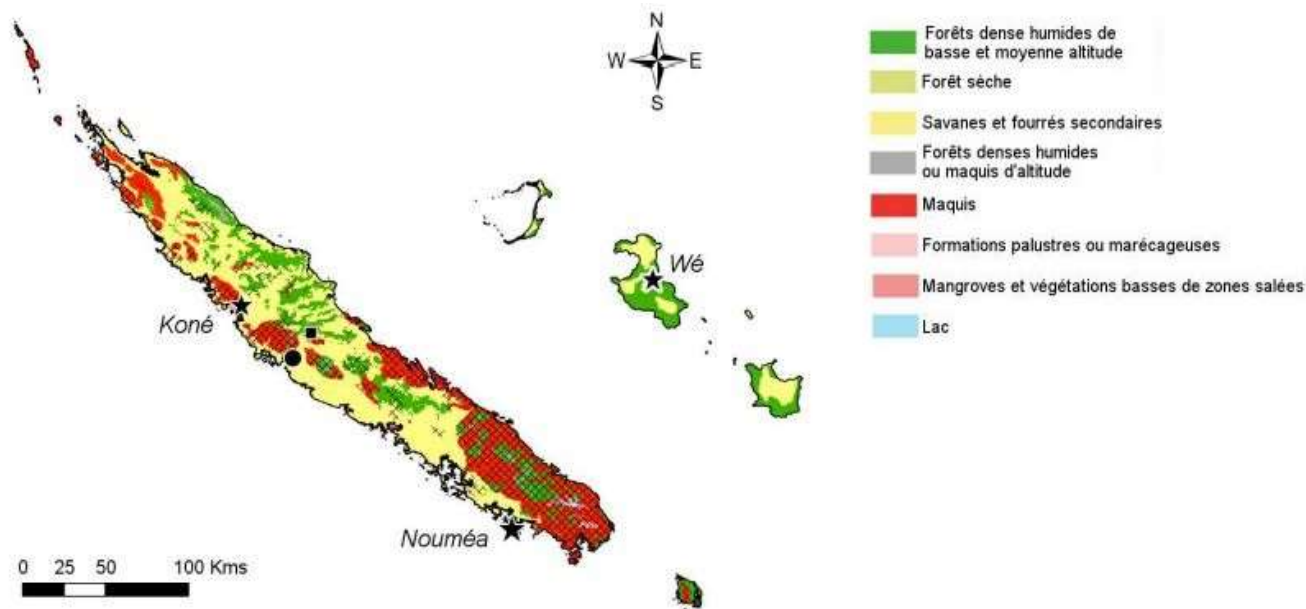 N
W E
S
Forêts dense humides de
basse et moyenne altitude
Forêt sèche
Savanes et fourrés secondaires
Forêts denses humides
ou maquis d'altitude
Maquis
Formations palustres ou marécageuses
Mangroves et végétations basses de zones salées
Lac
Wé
Koné
Nouméa
0 25 50 100 Kms